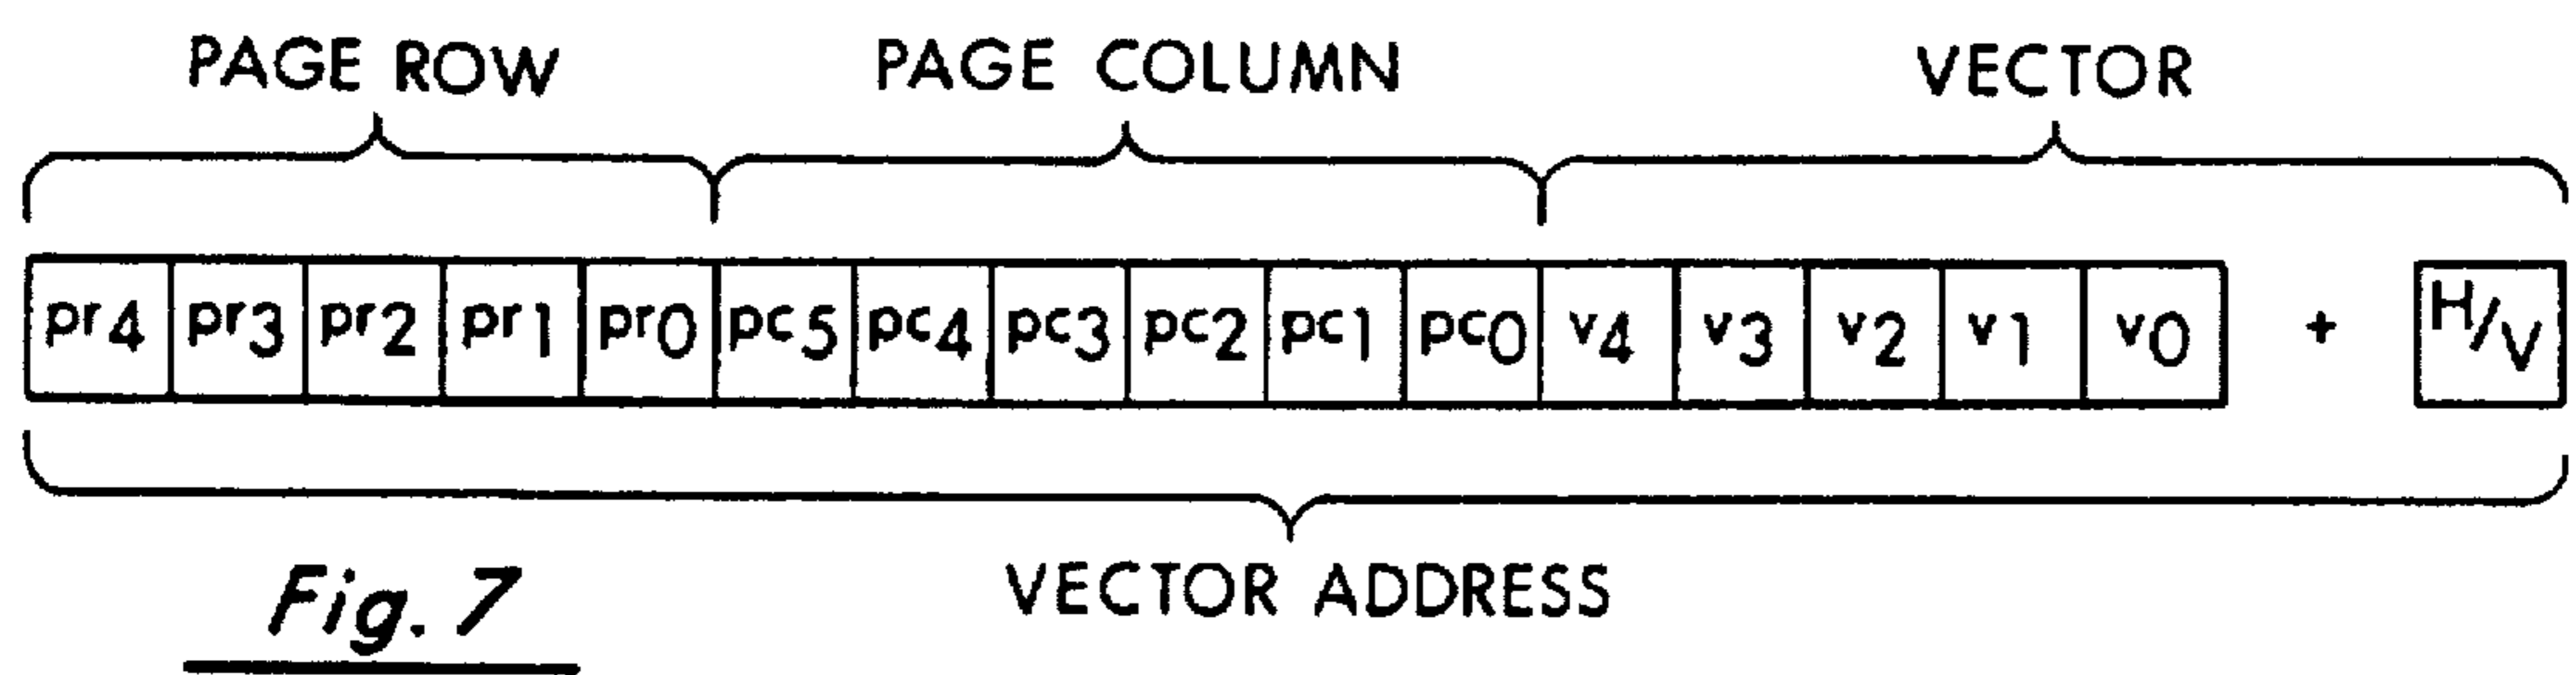 PAGE ROW PAGE COLUMN VECTOR
pr4 pr3 pr2 pr1 pr0 pc5 pc4 pc3 pc2 pc1 pc0 v4 v3 v2 v1 v0 + H/V
VECTOR ADDRESS
Fig. 7